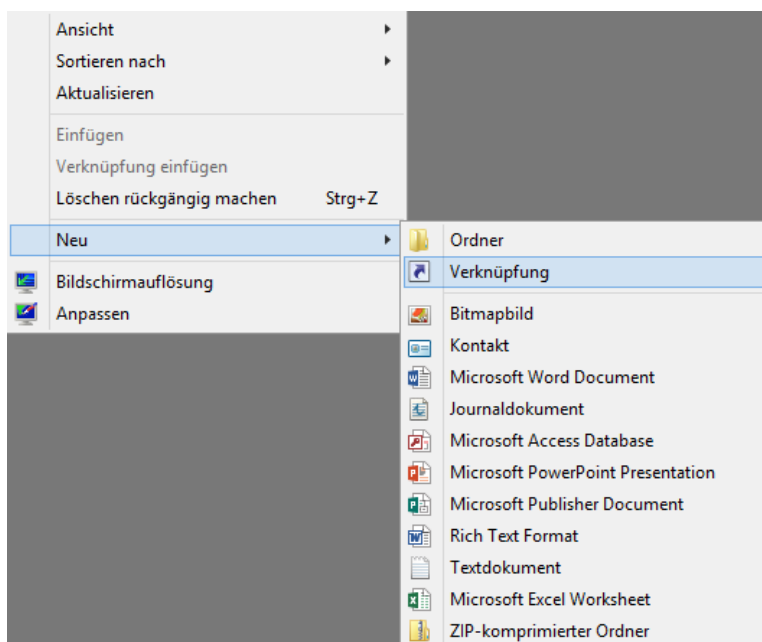 Ansicht
Sortieren nach
Aktualisieren
Einfügen
Verknüpfung einfügen
Löschen rückgängig machen Strg+Z
Neu
Bildschirmauflösung
Anpassen
Ordner
Verknüpfung
Bitmapbild
Kontakt
Microsoft Word Document
Journaldokument
Microsoft Access Database
Microsoft PowerPoint Presentation
Microsoft Publisher Document
Rich Text Format
Textdokument
Microsoft Excel Worksheet
ZIP-komprimierter Ordner